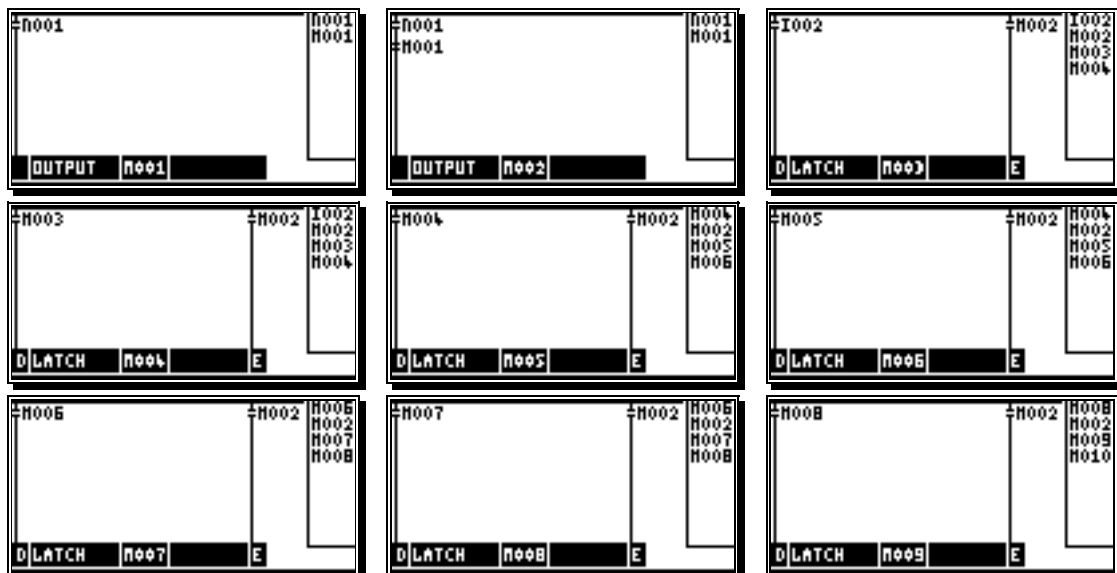 n001
n001
M001
OUTPUT M001
n001
M001
n001
M001
OUTPUT M002
I002 M002
I002
M002
M003
M004
D LATCH M003 E
M003 M002
I002
M002
M003
M004
D LATCH M004 E
M004 M002
M004
M002
M005
M006
D LATCH M005 E
M005 M002
M004
M002
M005
M006
D LATCH M006 E
M006 M002
M006
M002
M007
M008
D LATCH M007 E
M007 M002
M006
M002
M007
M008
D LATCH M008 E
M008 M002
M008
M002
M009
M010
D LATCH M009 E